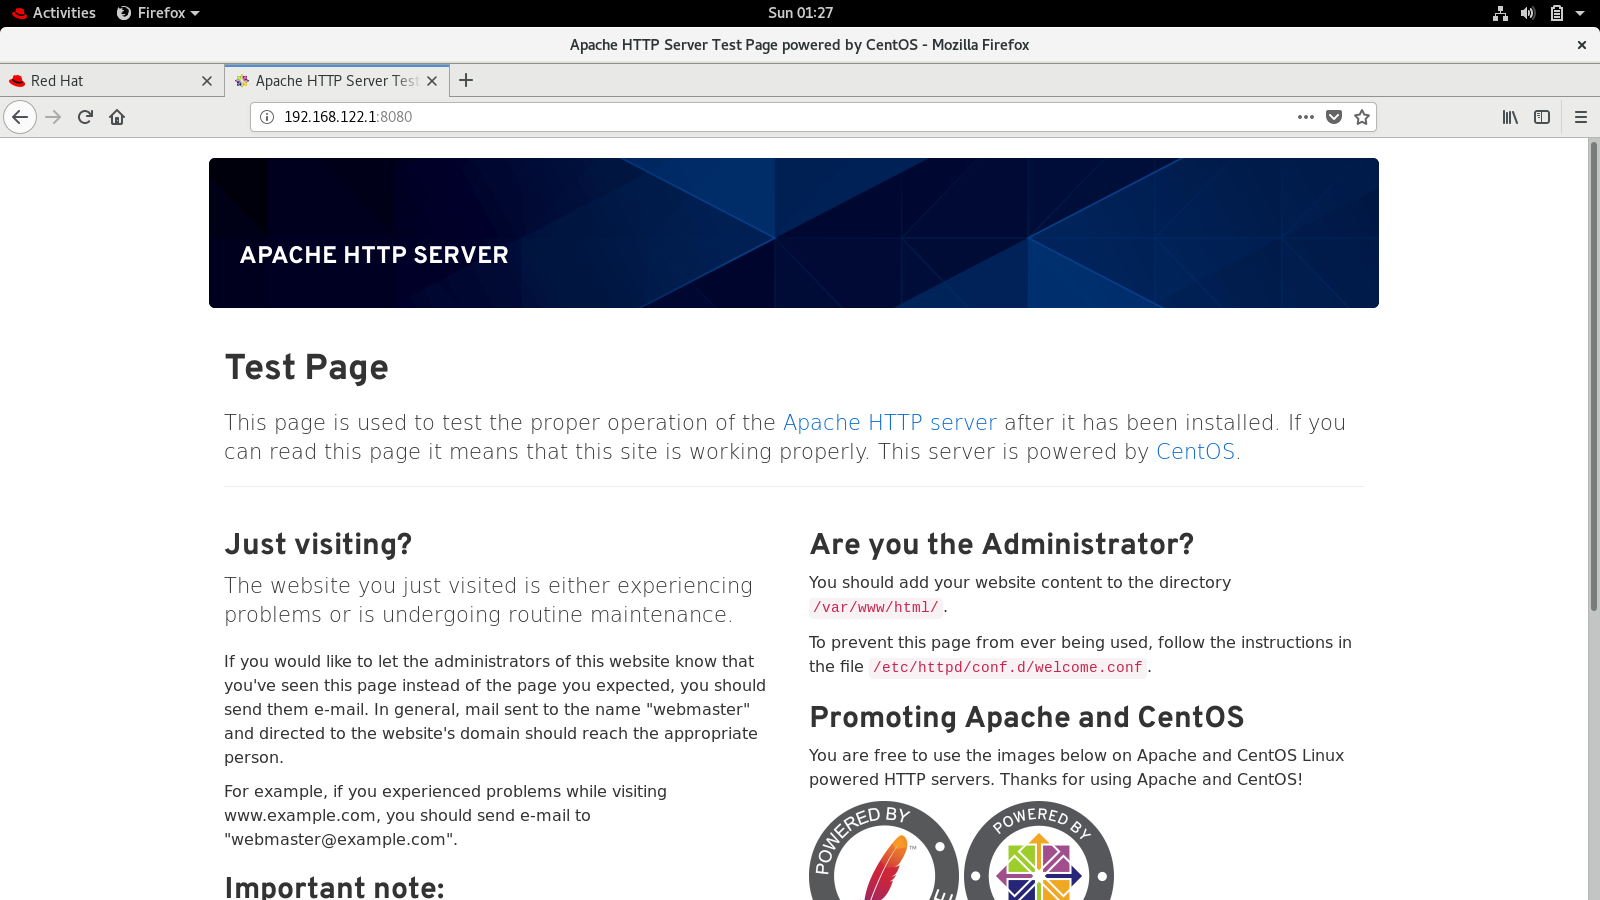 Activities Firefox Sun 01:27
Apache HTTP Server Test Page powered by CentOS - Mozilla Firefox
Red Hat Apache HTTP Server Test
192.168.122.1:8080
APACHE HTTP SERVER
Test Page
This page is used to test the proper operation of the Apache HTTP server after it has been installed. If you
can read this page it means that this site is working properly. This server is powered by CentOS.
Just visiting?
The website you just visited is either experiencing
problems or is undergoing routine maintenance.
If you would like to let the administrators of this website know that
you've seen this page instead of the page you expected, you should
send them e-mail. In general, mail sent to the name "webmaster"
and directed to the website's domain should reach the appropriate
person.
For example, if you experienced problems while visiting
www.example.com, you should send e-mail to
"webmaster@example.com".
Important note:
Are you the Administrator?
You should add your website content to the directory
/var/www/html/.
To prevent this page from ever being used, follow the instructions in
the file /etc/httpd/conf.d/welcome.conf.
Promoting Apache and CentOS
You are free to use the images below on Apache and CentOS Linux
powered HTTP servers. Thanks for using Apache and CentOS!
POWERED BY
TM
POWERED BY